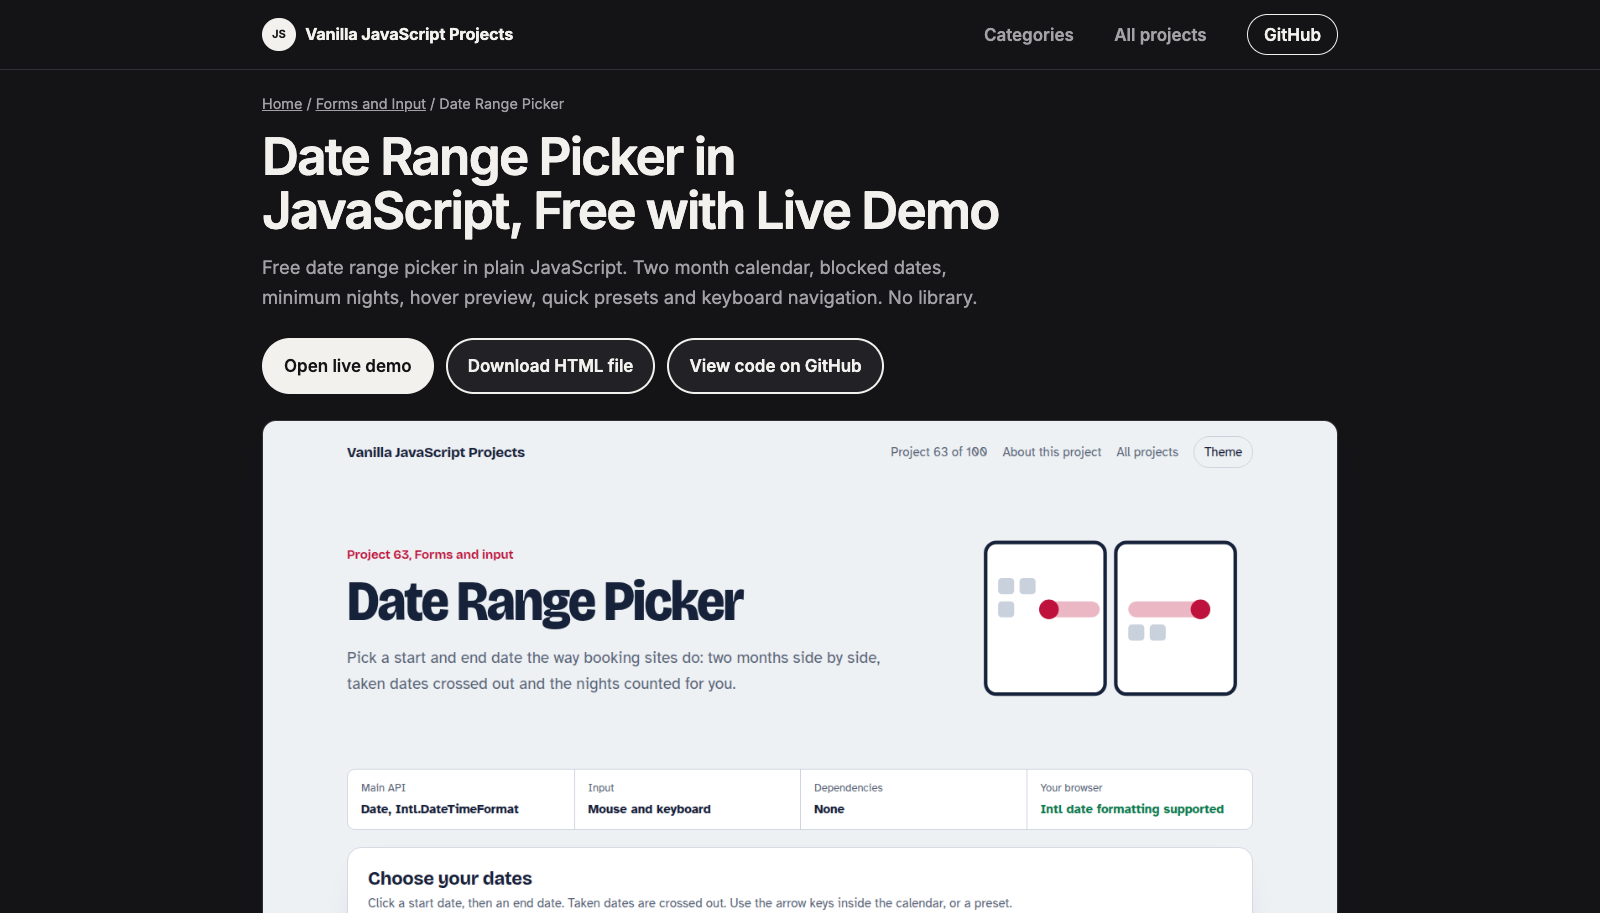 JS
Vanilla JavaScript Projects
Categories
All projects
GitHub
Home / Forms and Input / Date Range Picker
Date Range Picker in
JavaScript, Free with Live Demo
Free date range picker in plain JavaScript. Two month calendar, blocked dates,
minimum nights, hover preview, quick presets and keyboard navigation. No library.
Open live demo
Download HTML file
View code on GitHub
Vanilla JavaScript Projects
Project 63 of 100
About this project
All projects
Theme
Project 63, Forms and input
Date Range Picker
Pick a start and end date the way booking sites do: two months side by side,
taken dates crossed out and the nights counted for you.
Main API
Date, Intl.DateTimeFormat
Input
Mouse and keyboard
Dependencies
None
Your browser
Intl date formatting supported
Choose your dates
Click a start date, then an end date. Taken dates are crossed out. Use the arrow keys inside the calendar, or a preset.